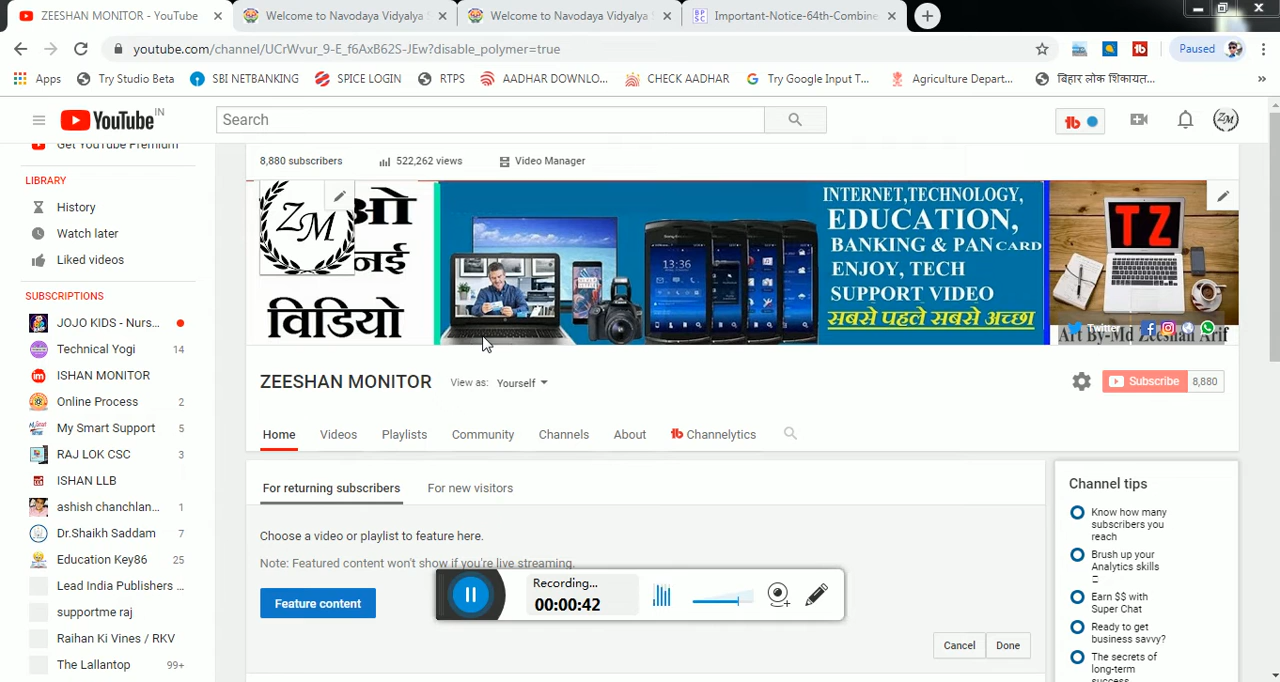 ZEESHAN MONITOR - YouTube
Welcome to Navodaya Vidyalya S
Welcome to Navodaya Vidyalya S
BPSC Important-Notice-64th-Combine
youtube.com/channel/UCrWvur_9-E_f6AxB62S-JEw?disable_polymer=true
Paused
Apps
Try Studio Beta
SBI NETBANKING
SPICE LOGIN
RTPS
AADHAR DOWNLO...
CHECK AADHAR
Try Google Input T...
Agriculture Depart...
बिहार लोक शिकायत...
»
YouTube IN
Search
tb
ZM
Get YouTube Premium
8,880 subscribers
522,262 views
Video Manager
LIBRARY
History
Watch later
Liked videos
SUBSCRIPTIONS
JOJO KIDS - Nurs...
Technical Yogi 14
ISHAN MONITOR
Online Process 2
My Smart Support 5
RAJ LOK CSC 3
ISHAN LLB
ashish chanchlan... 1
Dr.Shaikh Saddam 7
Education Key86 25
Lead India Publishers ...
supportme raj
Raihan Ki Vines / RKV
The Lallantop 99+
ZM
ओ
नई
विडियो
13:36
INTERNET,TECHNOLOGY,
EDUCATION,
BANKING & PAN CARD
ENJOY, TECH
SUPPORT VIDEO
सबसे पहले सबसे अच्छा
TZ
Twitter
Art By-Md Zeeshan Arif
ZEESHAN MONITOR
View as: Yourself
Subscribe 8,880
Home
Videos
Playlists
Community
Channels
About
tb Channelytics
For returning subscribers
For new visitors
Choose a video or playlist to feature here.
Note: Featured content won't show if you're live streaming.
Feature content
Recording...
00:00:42
Cancel
Done
Channel tips
Know how many
subscribers you
reach
Brush up your
Analytics skills
Earn $$ with
Super Chat
Ready to get
business savvy?
The secrets of
long-term